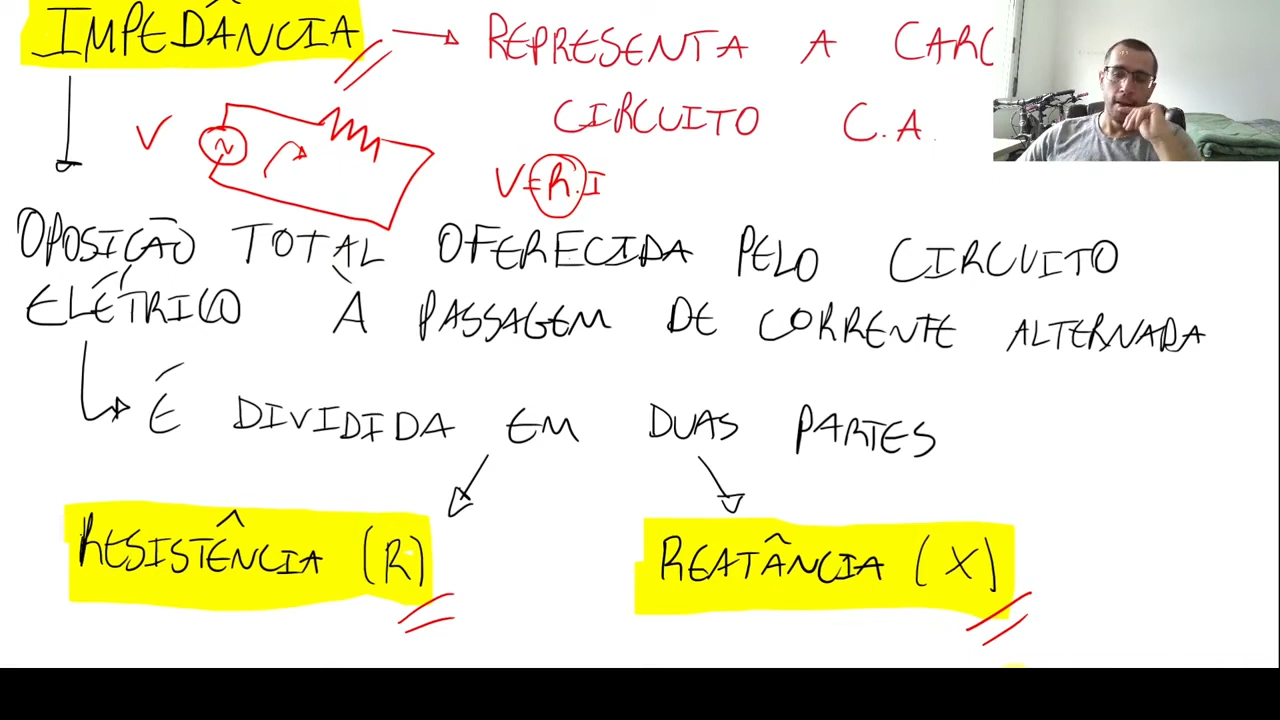 IMPEDÂNCIA → REPRESENTA A
CIRCUITO C.A.
V
V=R.I
OPOSIÇÃO TOTAL OFERECIDA PELO CIRCUITO
ELÉTRICO À PASSAGEM DE CORRENTE ALTERNADA
É DIVIDIDA EM DUAS PARTES
RESISTÊNCIA (R) REATÂNCIA (X)